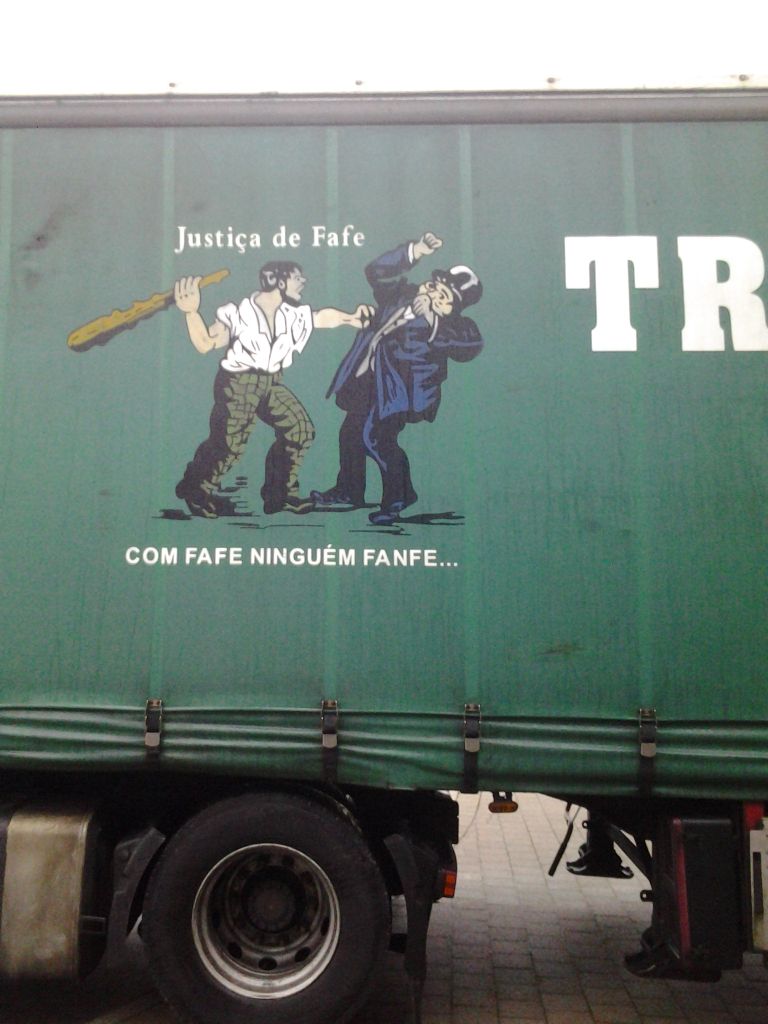 Justiça de Fafe
TR
COM FAFE NINGUÉM FANFE...